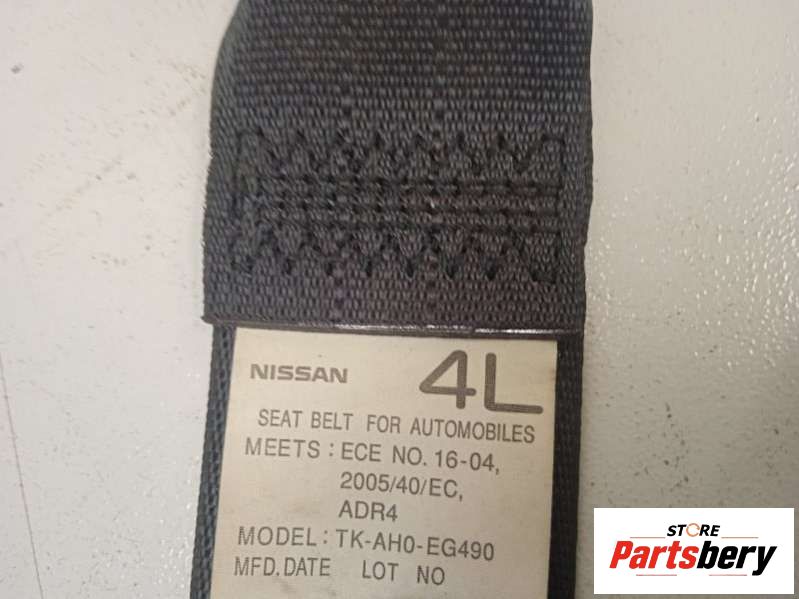 NISSAN 4L
SEAT BELT FOR AUTOMOBILES
MEETS : ECE NO. 16-04,
2005/40/EC,
ADR4
MODEL : TK-AH0-EG490
MFD.DATE LOT NO
STORE
Partsbery